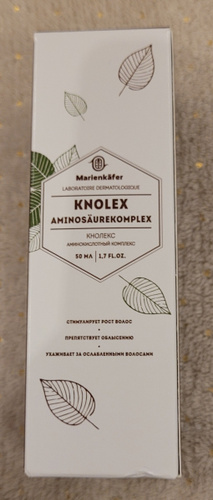 Marienkäfer
LABORATOIRE DERMATOLOGIQUE
KNOLEX
AMINOSÄUREKOMPLEX
КНОЛЕКС
АМИНОКИСЛОТНЫЙ КОМПЛЕКС
50 МЛ | 1,7 FL.OZ.
СТИМУЛИРУЕТ РОСТ ВОЛОС
•
ПРЕПЯТСТВУЕТ ОБЛЫСЕНИЮ
•
УХАЖИВАЕТ ЗА ОСЛАБЛЕННЫМИ ВОЛОСАМИ